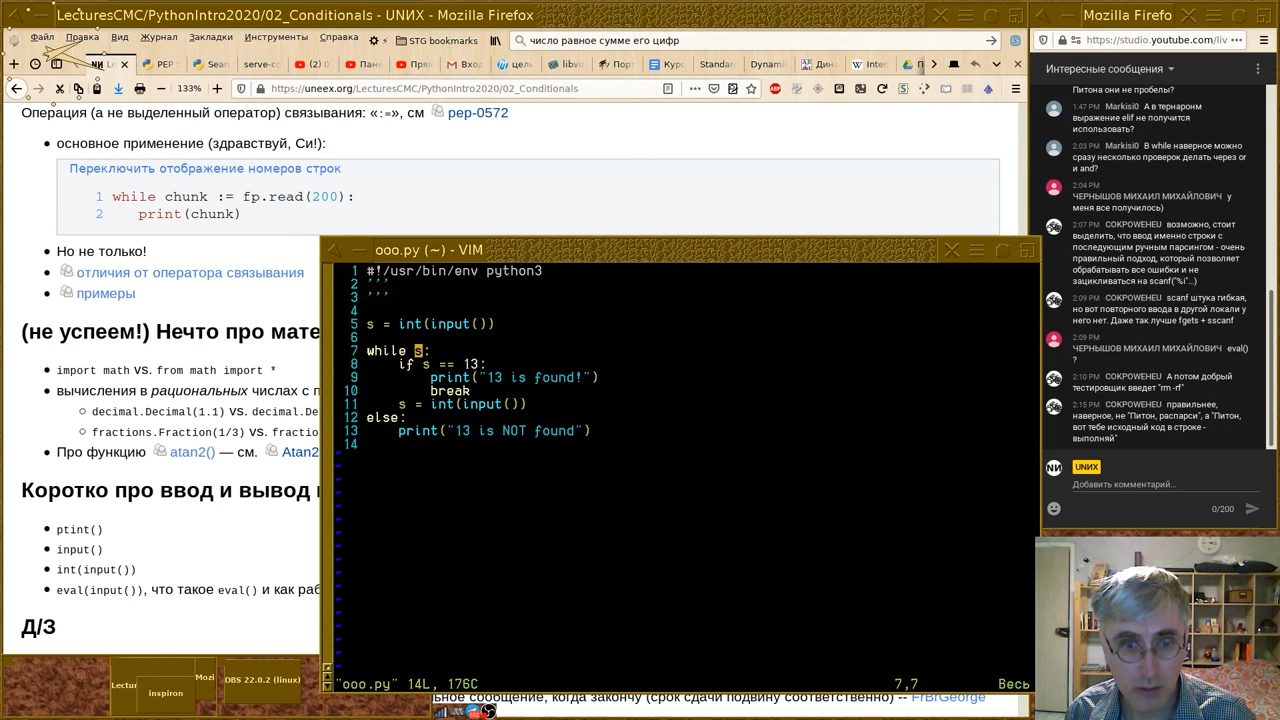 LecturesCMC/PythonIntro2020/02_Conditionals - UNИX - Mozilla Firefox
Mozilla Firefo
Файл Правка Вид Журнал Закладки Инструменты Справка
STG bookmarks
число равное сумме его цифр
https://studio.youtube.com/liv
133%
https://uneex.org/LecturesCMC/PythonIntro2020/02_Conditionals
Интересные сообщения
Операция (а не выделенный оператор) связывания: «:=», см pep-0572
основное применение (здравствуй, Си!):
Переключить отображение номеров строк
1 while chunk := fp.read(200):
2 print(chunk)
Но не только!
отличия от оператора связывания
примеры
(не успеем!) Нечто про мате
import math vs. from math import *
вычисления в рациональных числах с п
decimal.Decimal(1.1) vs. decimal.De
fractions.Fraction(1/3) vs. fractio
Про функцию atan2() — см. Atan2
Коротко про ввод и вывод
ptint()
input()
int(input())
eval(input()), что такое eval() и как раб
Д/З
ooo.py (~) - VIM
1 #!/usr/bin/env python3
2 '''
3 '''
4
5 s = int(input())
6
7 while s:
8 if s == 13:
9 print("13 is found!")
10 break
11 s = int(input())
12 else:
13 print("13 is NOT found")
14
"ooo.py" 14L, 176C 7,7 Весь
ьное сообщение, когда закончу (срок сдачи подвину соответственно) -- FrBrGeorge
Lectur
Mozi
inspiron
OBS 22.0.2 (linux)
Питона они не пробелы?
1:47 PM Markisi0 А в тернаронм
выражение elif не получится
использовать?
2:03 PM Markisi0 В while наверное можно
сразу несколько проверок делать через or
и and?
2:04 PM
ЧЕРНЫШОВ МИХАИЛ МИХАЙЛОВИЧ у
меня все получилось)
2:07 PM COKPOWEHEU возможно, стоит
выделить, что ввод именно строки с
последующим ручным парсингом - очень
правильный подход, который позволяет
обрабатывать все ошибки и не
зацикливаться на scanf("%i"...)
2:09 PM COKPOWEHEU scanf штука гибкая,
но вот повторного ввода в другой локали у
него нет. Даже так лучше fgets + sscanf
2:09 PM
ЧЕРНЫШОВ МИХАИЛ МИХАЙЛОВИЧ eval()
?
2:10 PM COKPOWEHEU А потом добрый
тестировщик введет "rm -rf"
2:15 PM COKPOWEHEU правильнее,
наверное, не "Питон, распарси", а "Питон,
вот тебе исходный код в строке -
выполняй"
UNИX
Добавить комментарий...
0/200